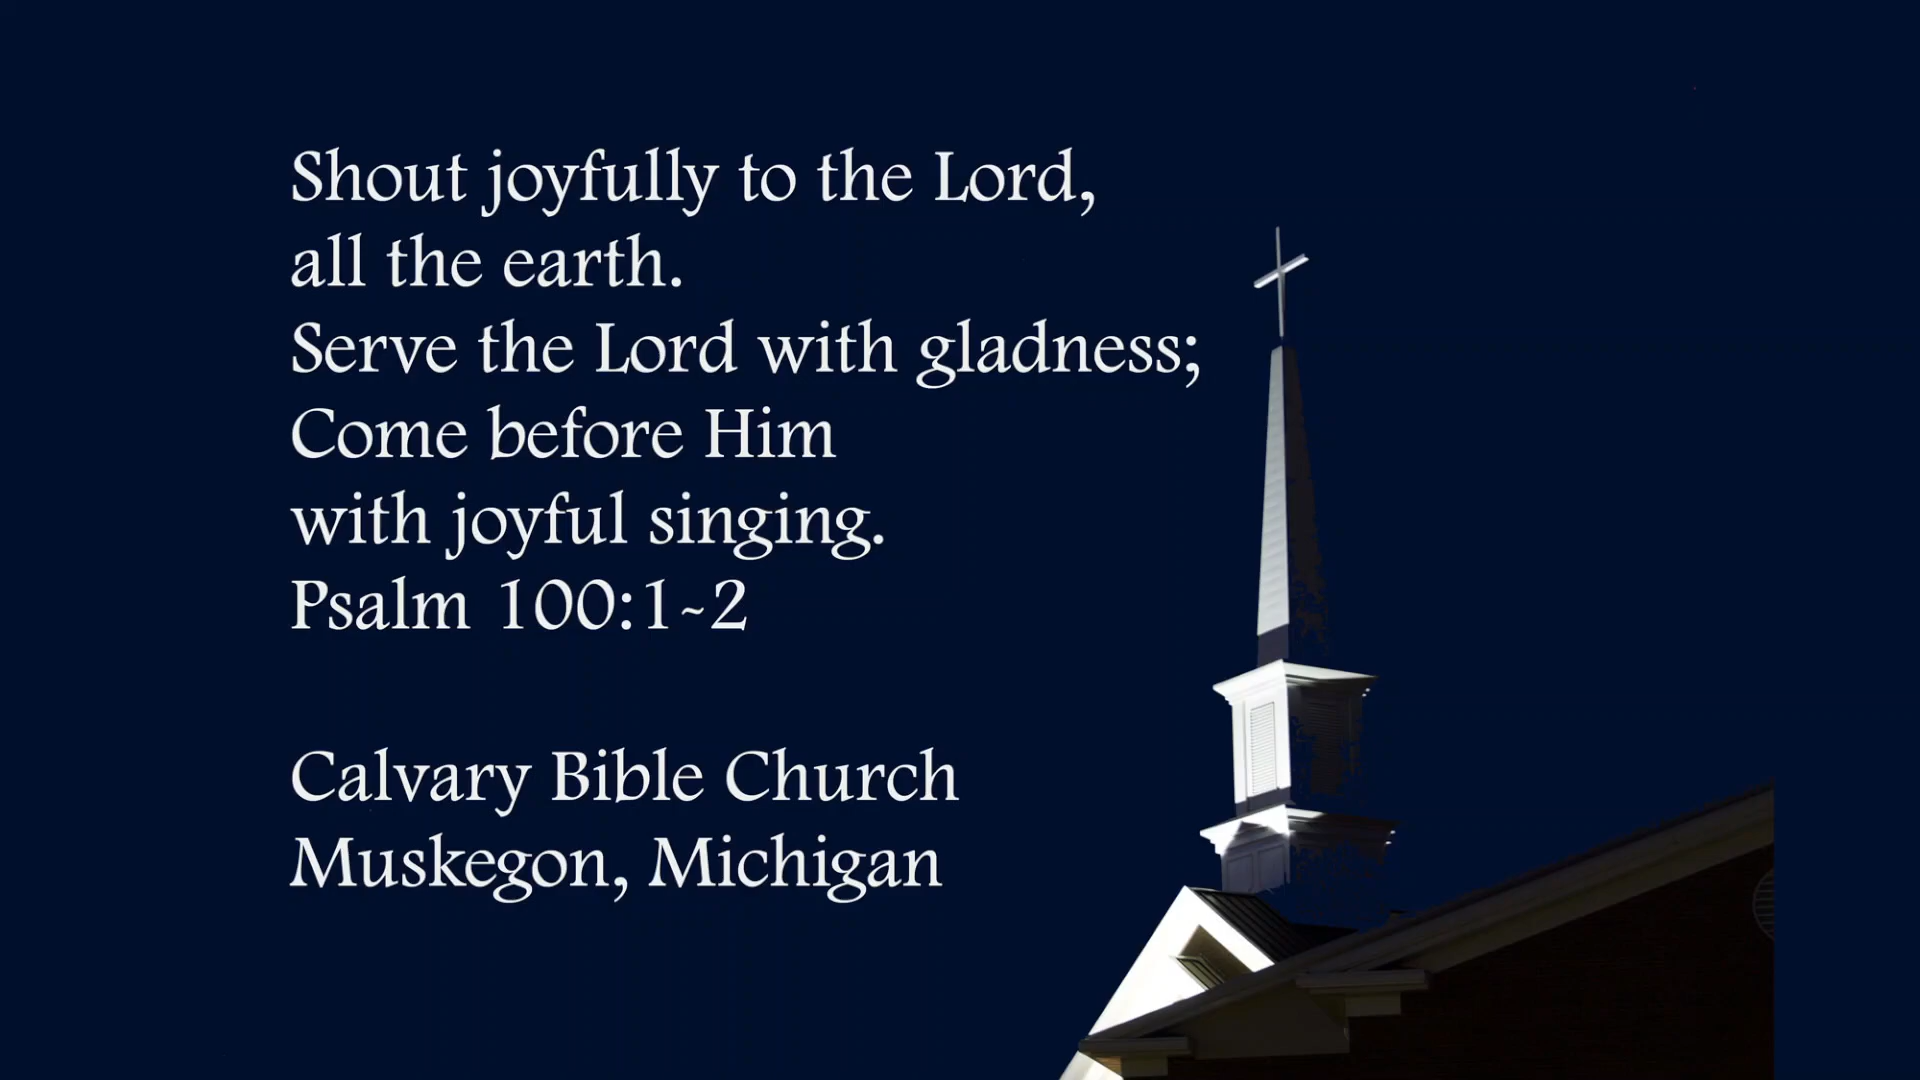 Shout joyfully to the Lord,
all the earth.
Serve the Lord with gladness;
Come before Him
with joyful singing.
Psalm 100:1-2
Calvary Bible Church
Muskegon, Michigan